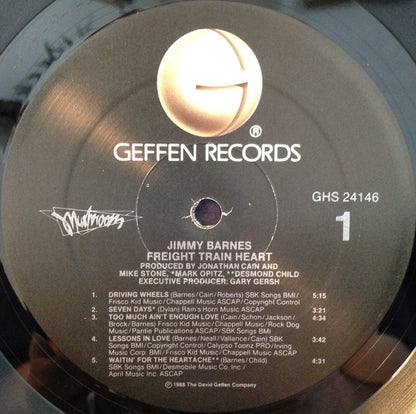 ®
GEFFEN RECORDS
Mushroom
GHS 24146
1
JIMMY BARNES
FREIGHT TRAIN HEART
PRODUCED BY JONATHAN CAIN AND
MIKE STONE, *MARK OPITZ, **DESMOND CHILD
EXECUTIVE PRODUCER: GARY GERSH
1. DRIVING WHEELS (Barnes/Cain/Roberts) SBK Songs BMI/ 5:15
Frisco Kid Music/Chappell Music ASCAP/Copyright Control
2. SEVEN DAYS* (Dylan) Ram's Horn Music ASCAP 3:21
3. TOO MUCH AIN'T ENOUGH LOVE (Cain/Schon/Jackson/ 4:34
Brock/Barnes) Frisco Kid Music/Chappell Music/Rock Dog
Music/Pantie Publications ASCAP/SBK Songs BMI
4. LESSONS IN LOVE (Barnes/Neall/Vallance/Cain) SBK 3:42
Songs BMI/Copyright Control/Calypso Toonz PRO/Irving
Music Corp. BMI/Frisco Kid Music/Chappell Music ASCAP
5. WAITIN' FOR THE HEARTACHE** (Barnes/Child) 4:31
SBK Songs BMI/Desmobile Music Co. Inc./
April Music Inc. ASCAP
℗ 1988 The David Geffen Company